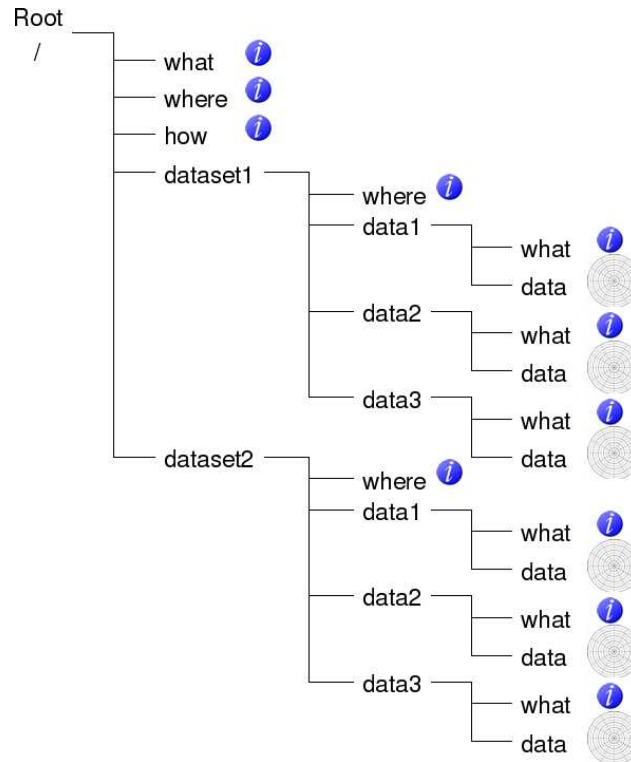 Root
/
what i
where i
how i
dataset1
where i
data1
what i
data
data2
what i
data
data3
what i
data
dataset2
where i
data1
what i
data
data2
what i
data
data3
what i
data